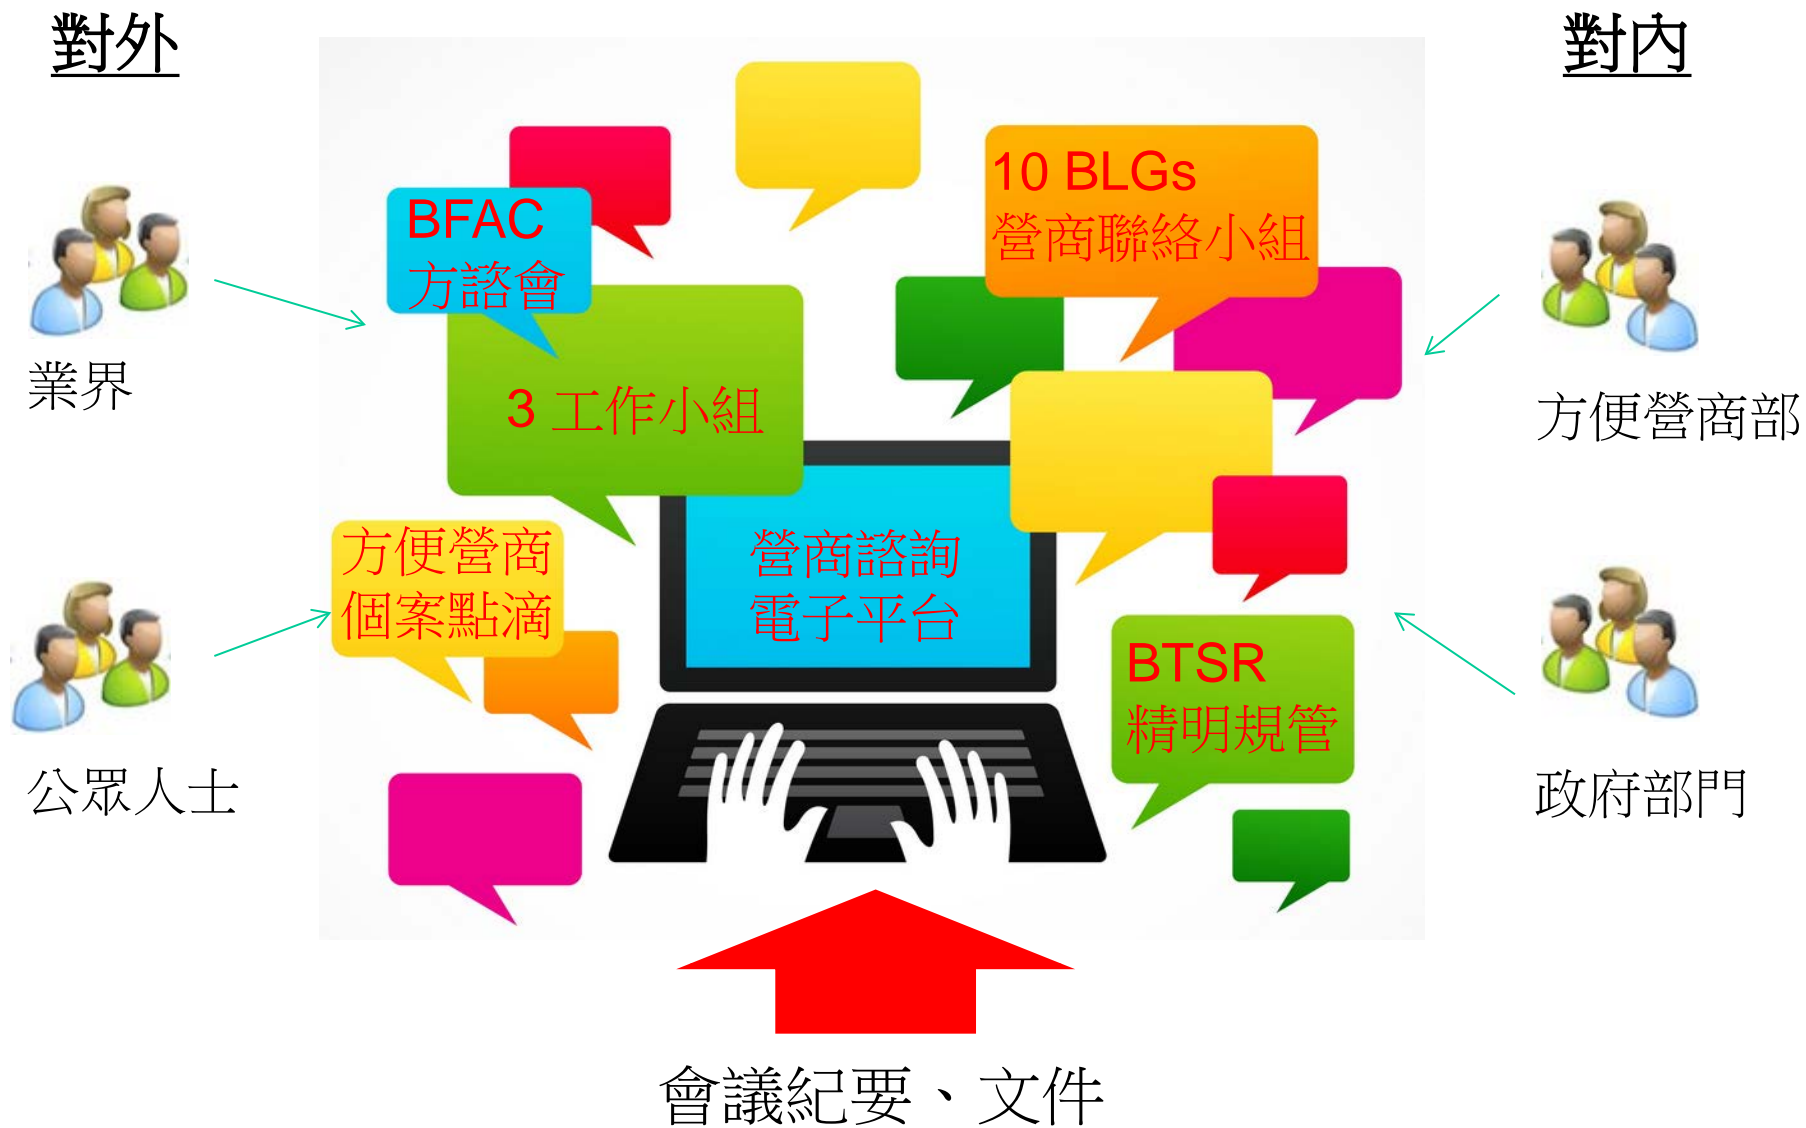 對外
對內
BFAC
方諮會
10 BLGs
營商聯絡小組
業界
3 工作小組
方便營商部
方便營商
個案點滴
營商諮詢
電子平台
BTSR
精明規管
公眾人士
政府部門
會議紀要、文件